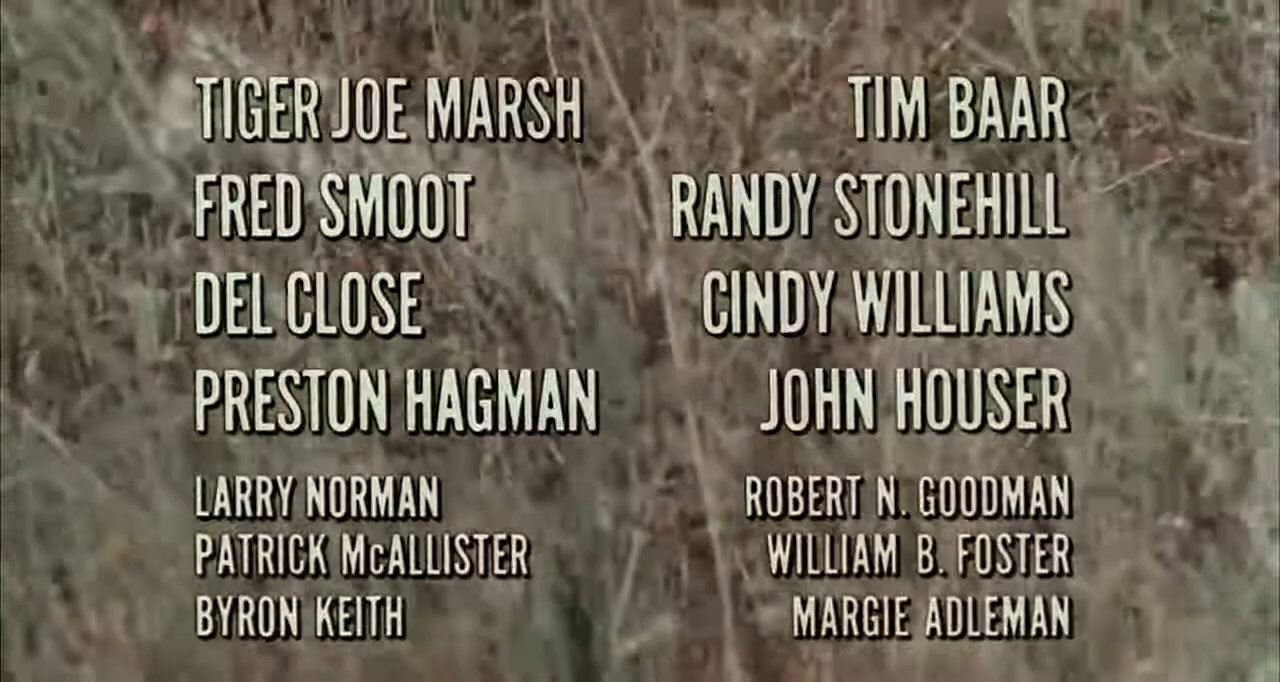 TIGER JOE MARSH TIM BAAR
FRED SMOOT RANDY STONEHILL
DEL CLOSE CINDY WILLIAMS
PRESTON HAGMAN JOHN HOUSER
LARRY NORMAN ROBERT N. GOODMAN
PATRICK McALLISTER WILLIAM B. FOSTER
BYRON KEITH MARGIE ADLEMAN